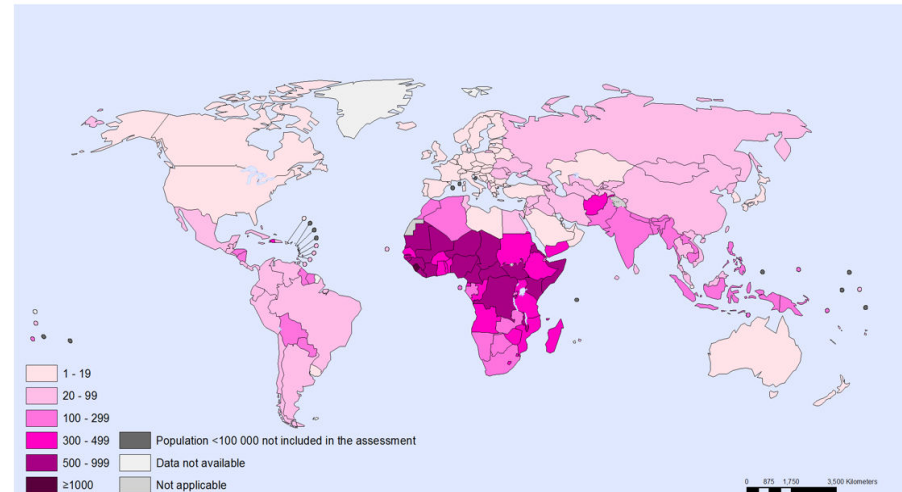 1 - 19
20 - 99
100 - 299
300 - 499
500 - 999
≥1000
Population <100 000 not included in the assessment
Data not available
Not applicable
0 875 1,750 3,500 Kilometers